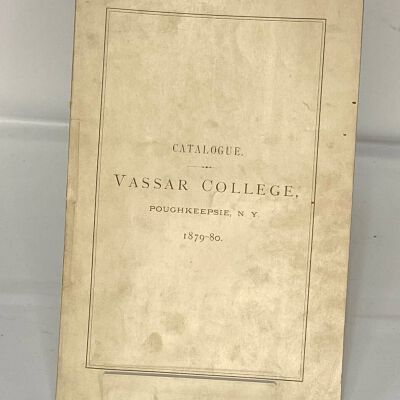 CATALOGUE.
VASSAR COLLEGE,
POUGHKEEPSIE, N. Y.
1879-80.